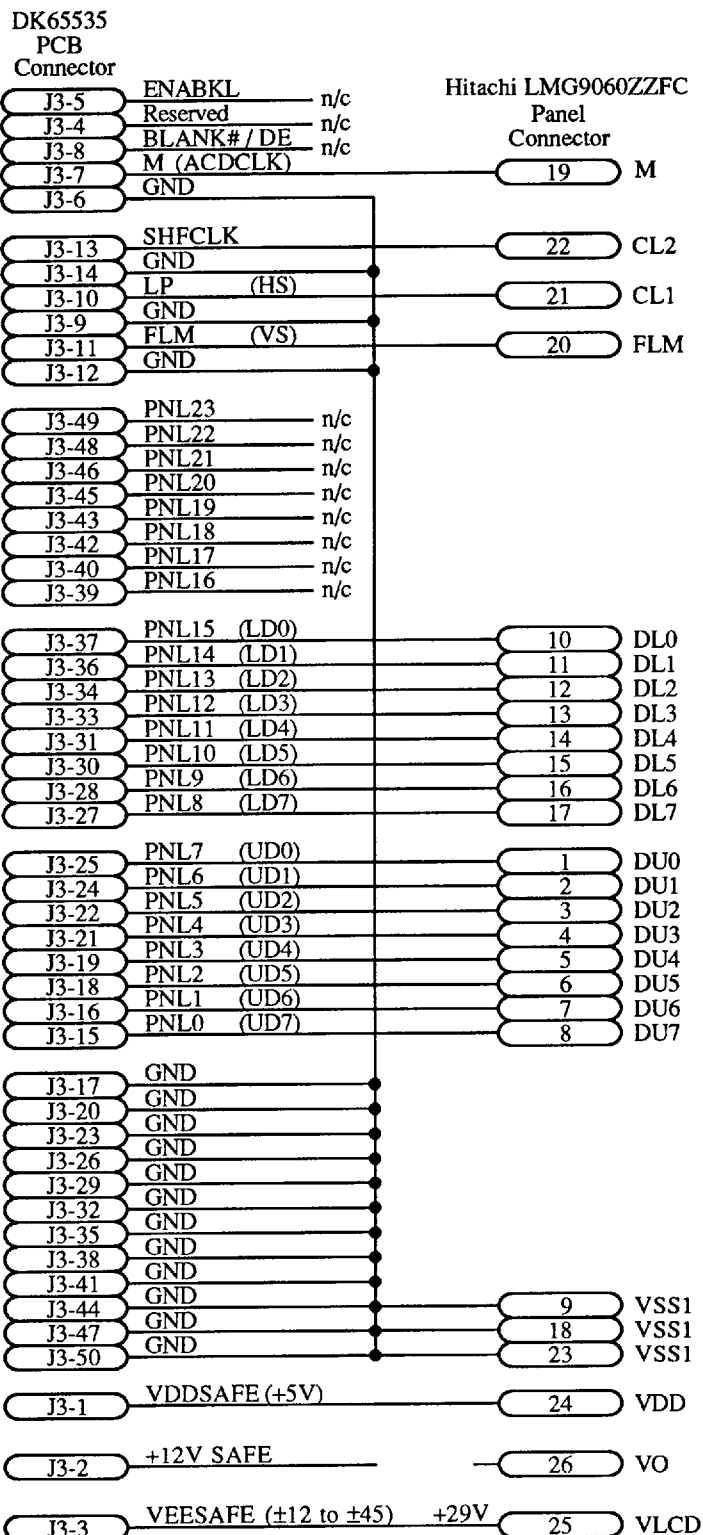 DK65535
PCB
Connector
Hitachi LMG9060ZZFC
Panel
Connector
J3-5 ENABKL n/c
J3-4 Reserved n/c
J3-8 BLANK# / DE n/c
J3-7 M (ACDCLK) 19 M
J3-6 GND
J3-13 SHFCLK 22 CL2
J3-14 GND
J3-10 LP (HS) 21 CL1
J3-9 GND
J3-11 FLM (VS) 20 FLM
J3-12 GND
J3-49 PNL23 n/c
J3-48 PNL22 n/c
J3-46 PNL21 n/c
J3-45 PNL20 n/c
J3-43 PNL19 n/c
J3-42 PNL18 n/c
J3-40 PNL17 n/c
J3-39 PNL16 n/c
J3-37 PNL15 (LD0) 10 DL0
J3-36 PNL14 (LD1) 11 DL1
J3-34 PNL13 (LD2) 12 DL2
J3-33 PNL12 (LD3) 13 DL3
J3-31 PNL11 (LD4) 14 DL4
J3-30 PNL10 (LD5) 15 DL5
J3-28 PNL9 (LD6) 16 DL6
J3-27 PNL8 (LD7) 17 DL7
J3-25 PNL7 (UD0) 1 DU0
J3-24 PNL6 (UD1) 2 DU1
J3-22 PNL5 (UD2) 3 DU2
J3-21 PNL4 (UD3) 4 DU3
J3-19 PNL3 (UD4) 5 DU4
J3-18 PNL2 (UD5) 6 DU5
J3-16 PNL1 (UD6) 7 DU6
J3-15 PNL0 (UD7) 8 DU7
J3-17 GND
J3-20 GND
J3-23 GND
J3-26 GND
J3-29 GND
J3-32 GND
J3-35 GND
J3-38 GND
J3-41 GND
J3-44 GND 9 VSS1
J3-47 GND 18 VSS1
J3-50 GND 23 VSS1
J3-1 VDDSAFE (+5V) 24 VDD
J3-2 +12V SAFE 26 VO
J3-3 VEESAFE (±12 to ±45) +29V 25 VLCD